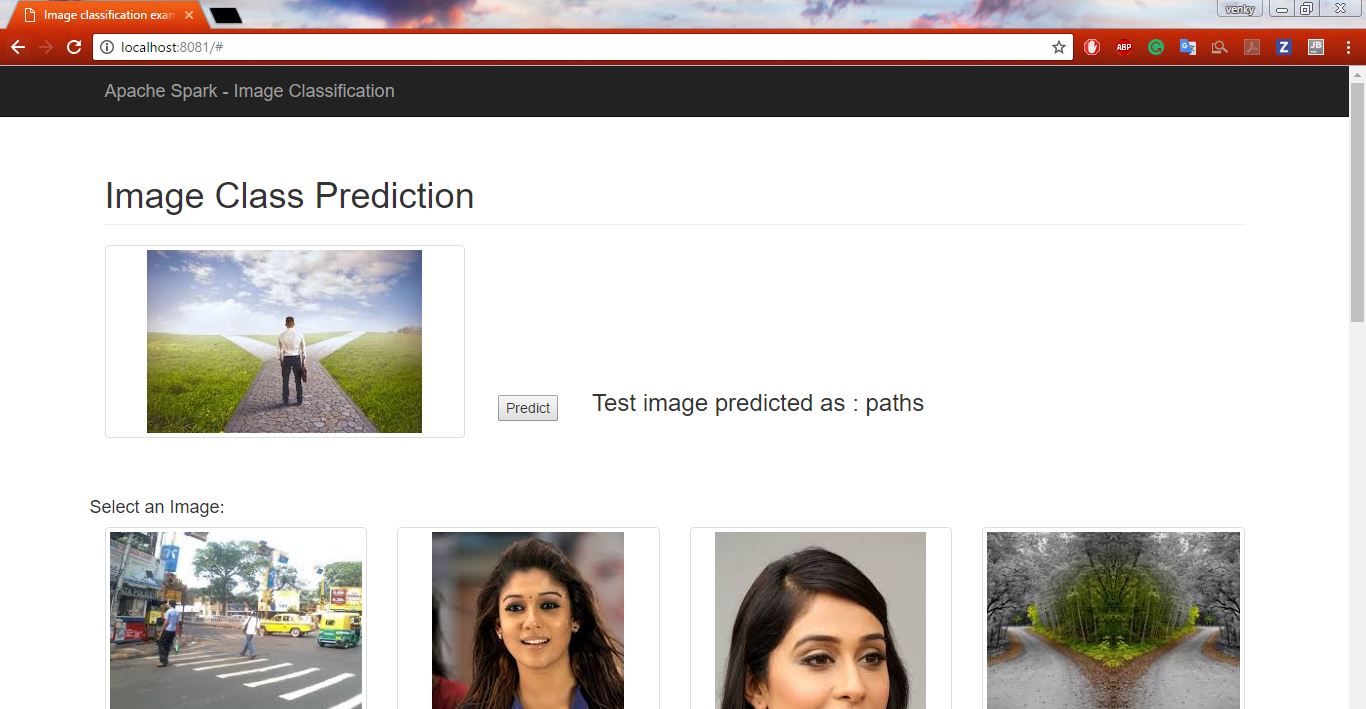 Image classification exam
venky
localhost:8081/#
ABP
JB
Apache Spark - Image Classification
Image Class Prediction
Predict
Test image predicted as : paths
Select an Image: